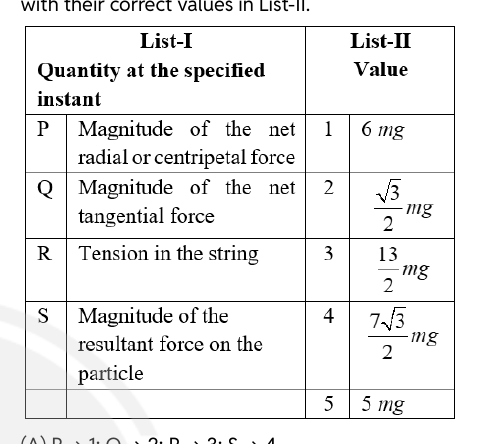 with their correct values in List-II.
List-I List-II
Quantity at the specified Value
instant
P Magnitude of the net 1 6 mg
radial or centripetal force
Q Magnitude of the net 2 √3/2 mg
tangential force
R Tension in the string 3 13/2 mg
S Magnitude of the 4 7√3/2 mg
resultant force on the
particle
5 5 mg